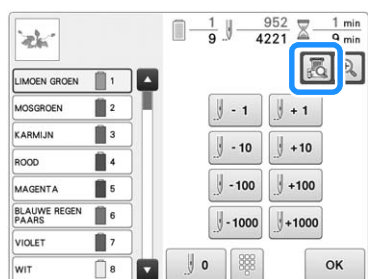 1
9
952
4221
1 min
9 min
LIMOEN GROEN 1
MOSGROEN 2
KARMIJN 3
ROOD 4
MAGENTA 5
BLAUWE REGEN
PAARS 6
VIOLET 7
WIT 8
- 1 + 1
- 10 +10
- 100 +100
- 1000 +1000
0 OK